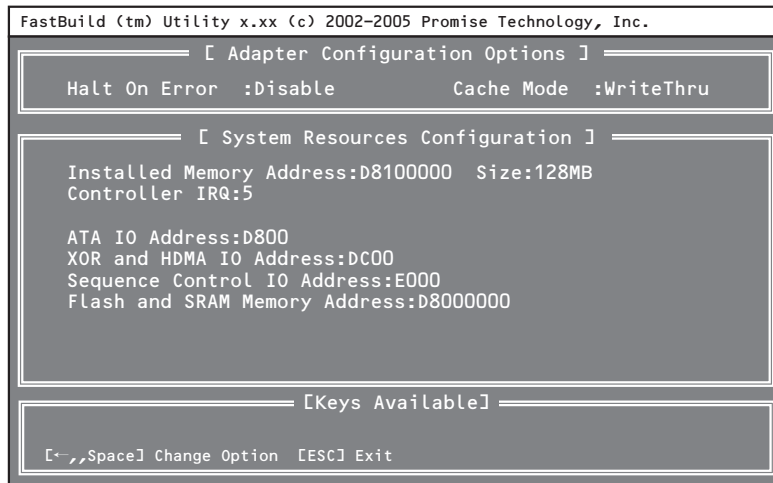 FastBuild (tm) Utility x.xx (c) 2002-2005 Promise Technology, Inc.
[ Adapter Configuration Options ]
Halt On Error :Disable Cache Mode :WriteThru
[ System Resources Configuration ]
Installed Memory Address:D8100000 Size:128MB
Controller IRQ:5
ATA IO Address:D800
XOR and HDMA IO Address:DC00
Sequence Control IO Address:E000
Flash and SRAM Memory Address:D8000000
[Keys Available]
[←,,Space] Change Option [ESC] Exit